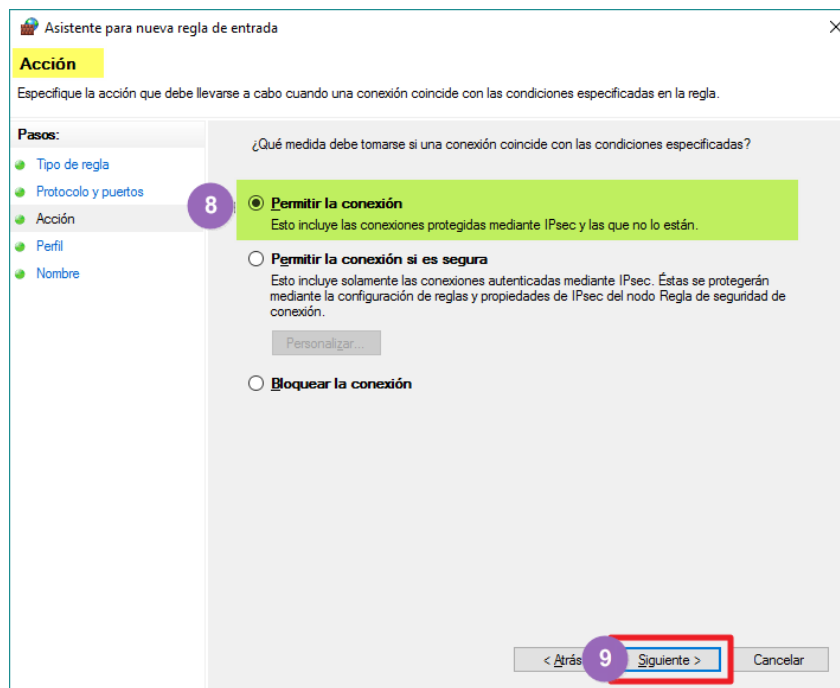 Asistente para nueva regla de entrada
Acción
Especifique la acción que debe llevarse a cabo cuando una conexión coincide con las condiciones especificadas en la regla.
Pasos:
Tipo de regla
Protocolo y puertos
Acción
Perfil
Nombre
¿Qué medida debe tomarse si una conexión coincide con las condiciones especificadas?
8
Permitir la conexión
Esto incluye las conexiones protegidas mediante IPsec y las que no lo están.
Permitir la conexión si es segura
Esto incluye solamente las conexiones autenticadas mediante IPsec. Éstas se protegerán
mediante la configuración de reglas y propiedades de IPsec del nodo Regla de seguridad de
conexión.
Personalizar...
Bloquear la conexión
< Atrás
9
Siguiente >
Cancelar